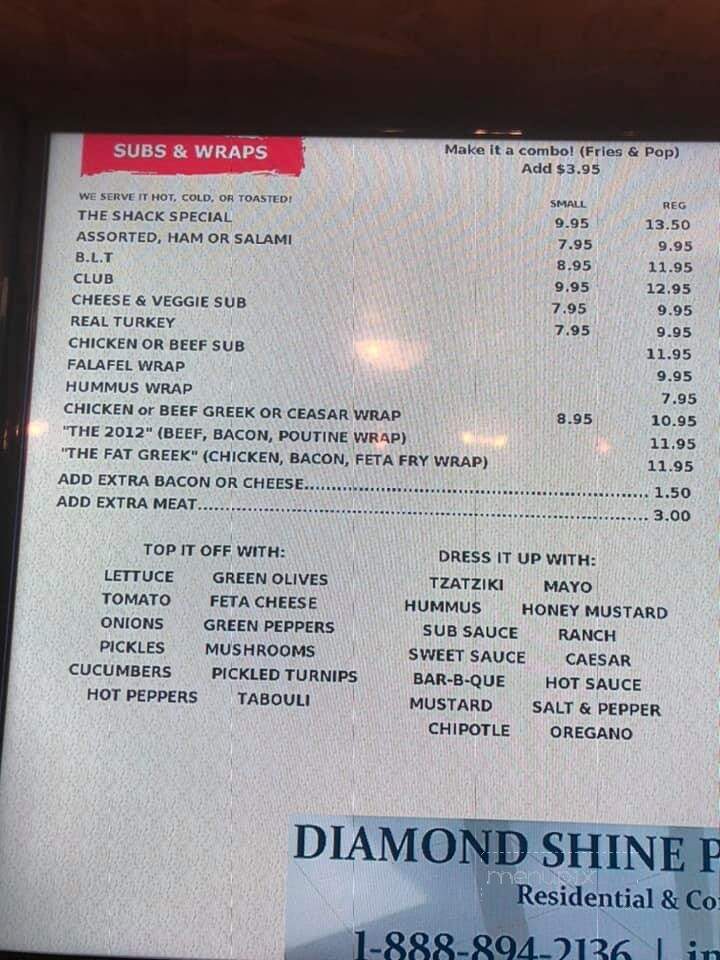 SUBS & WRAPS
Make it a combo! (Fries & Pop)
Add $3.95
WE SERVE IT HOT, COLD, OR TOASTED! SMALL REG
THE SHACK SPECIAL 9.95 13.50
ASSORTED, HAM OR SALAMI 7.95 9.95
B.L.T 8.95 11.95
CLUB 9.95 12.95
CHEESE & VEGGIE SUB 7.95 9.95
REAL TURKEY 7.95 9.95
CHICKEN OR BEEF SUB 11.95
FALAFEL WRAP 9.95
HUMMUS WRAP 7.95
CHICKEN or BEEF GREEK OR CEASAR WRAP 8.95 10.95
"THE 2012" (BEEF, BACON, POUTINE WRAP) 11.95
"THE FAT GREEK" (CHICKEN, BACON, FETA FRY WRAP) 11.95
ADD EXTRA BACON OR CHEESE........ 1.50
ADD EXTRA MEAT........ 3.00
TOP IT OFF WITH:
LETTUCE GREEN OLIVES
TOMATO FETA CHEESE
ONIONS GREEN PEPPERS
PICKLES MUSHROOMS
CUCUMBERS PICKLED TURNIPS
HOT PEPPERS TABOULI
DRESS IT UP WITH:
TZATZIKI MAYO
HUMMUS HONEY MUSTARD
SUB SAUCE RANCH
SWEET SAUCE CAESAR
BAR-B-QUE HOT SAUCE
MUSTARD SALT & PEPPER
CHIPOTLE OREGANO
DIAMOND SHINE P
menupix
Residential & Co
1-888-894-2136 | in